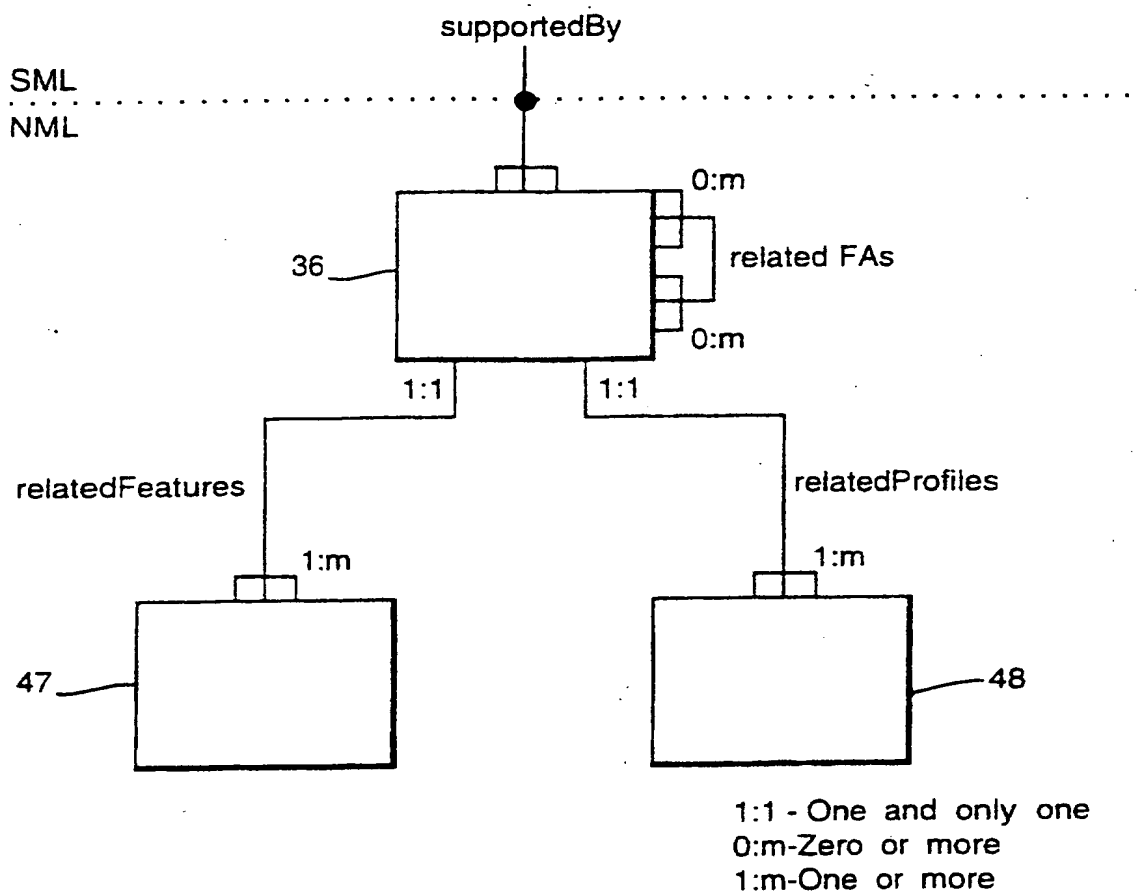 supportedBy
SML
NML
0:m
36
related FAs
0:m
1:1
1:1
relatedFeatures
relatedProfiles
1:m
1:m
47
48
1:1 - One and only one
0:m-Zero or more
1:m-One or more